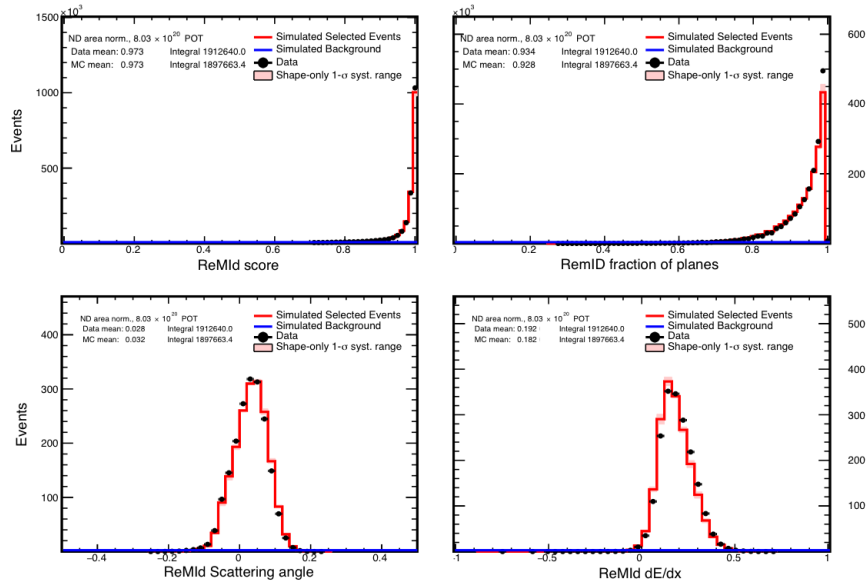 ×10³
ND area norm., 8.03 × 10²⁰ POT
Data mean: 0.973 Integral 1912640.0
MC mean: 0.973 Integral 1897663.4
Simulated Selected Events
Simulated Background
Data
Shape-only 1-σ syst. range
1500
1000
500
Events
0 0.2 0.4 0.6 0.8 1
ReMId score
×10³
ND area norm., 8.03 × 10²⁰ POT
Data mean: 0.934 Integral 1912640.0
MC mean: 0.928 Integral 1897663.4
Simulated Selected Events
Simulated Background
Data
Shape-only 1-σ syst. range
600
400
200
0 0.2 0.4 0.6 0.8 1
RemID fraction of planes
ND area norm., 8.03 × 10²⁰ POT
Data mean: 0.028 Integral 1912640.0
MC mean: 0.032 Integral 1897663.4
Simulated Selected Events
Simulated Background
Data
Shape-only 1-σ syst. range
400
300
200
100
Events
−0.4 −0.2 0 0.2 0.4
ReMId Scattering angle
ND area norm., 8.03 × 10²⁰ POT
Data mean: 0.192 Integral 1912640.0
MC mean: 0.182 Integral 1897663.4
Simulated Selected Events
Simulated Background
Data
Shape-only 1-σ syst. range
500
400
300
200
100
−1 −0.5 0 0.5 1
ReMId dE/dx